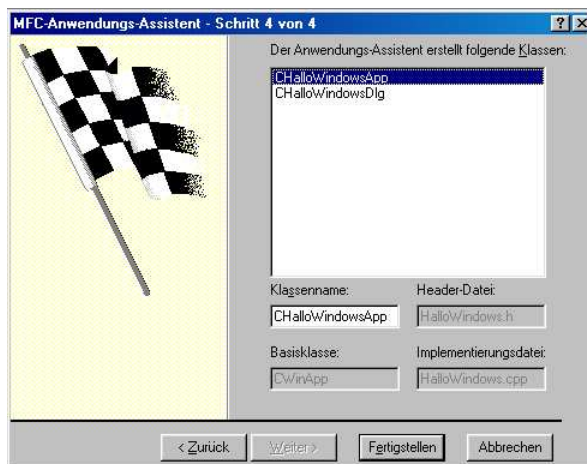 MFC-Anwendungs-Assistent - Schritt 4 von 4
Der Anwendungs-Assistent erstellt folgende Klassen:
CHalloWindowsApp
CHalloWindowsDlg
Klassenname:
Header-Datei:
CHalloWindowsApp
HalloWindows.h
Basisklasse:
Implementierungsdatei:
CWinApp
HalloWindows.cpp
< Zurück
Weiter >
Fertigstellen
Abbrechen